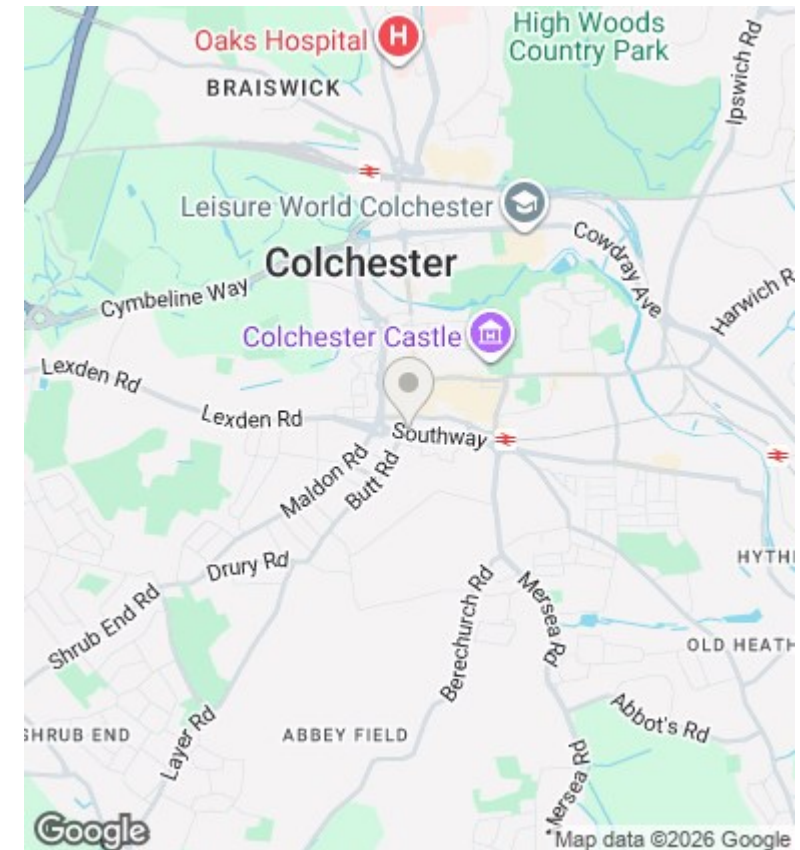 High Woods
Country Park
Oaks Hospital
H
BRAISWICK
Ipswich Rd
Leisure World Colchester
Cowdray Ave
Colchester
Cymbeline Way
Harwich R
Colchester Castle
Lexden Rd
Lexden Rd
Southway
Maldon Rd
Butt Rd
Drury Rd
HYTH
Shrub End Rd
Berechurch Rd
Mersea Rd
OLD HEATH
Layer Rd
Abbot's Rd
SHRUB END
ABBEY FIELD
Mersea Rd
Google
Map data ©2026 Google